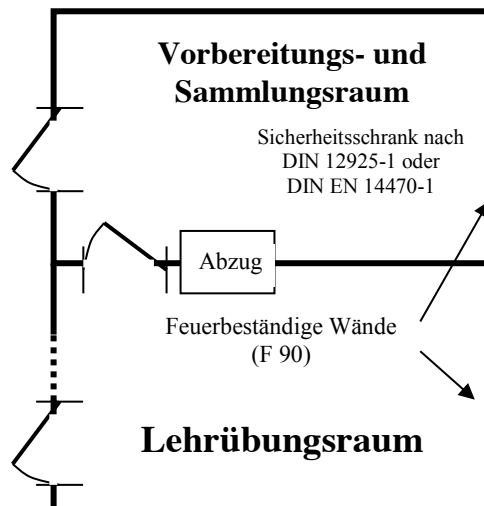 Vorbereitungs- und
Sammlungsraum
Sicherheitsschrank nach
DIN 12925-1 oder
DIN EN 14470-1
Abzug
Feuerbeständige Wände
(F 90)
Lehrübungsraum